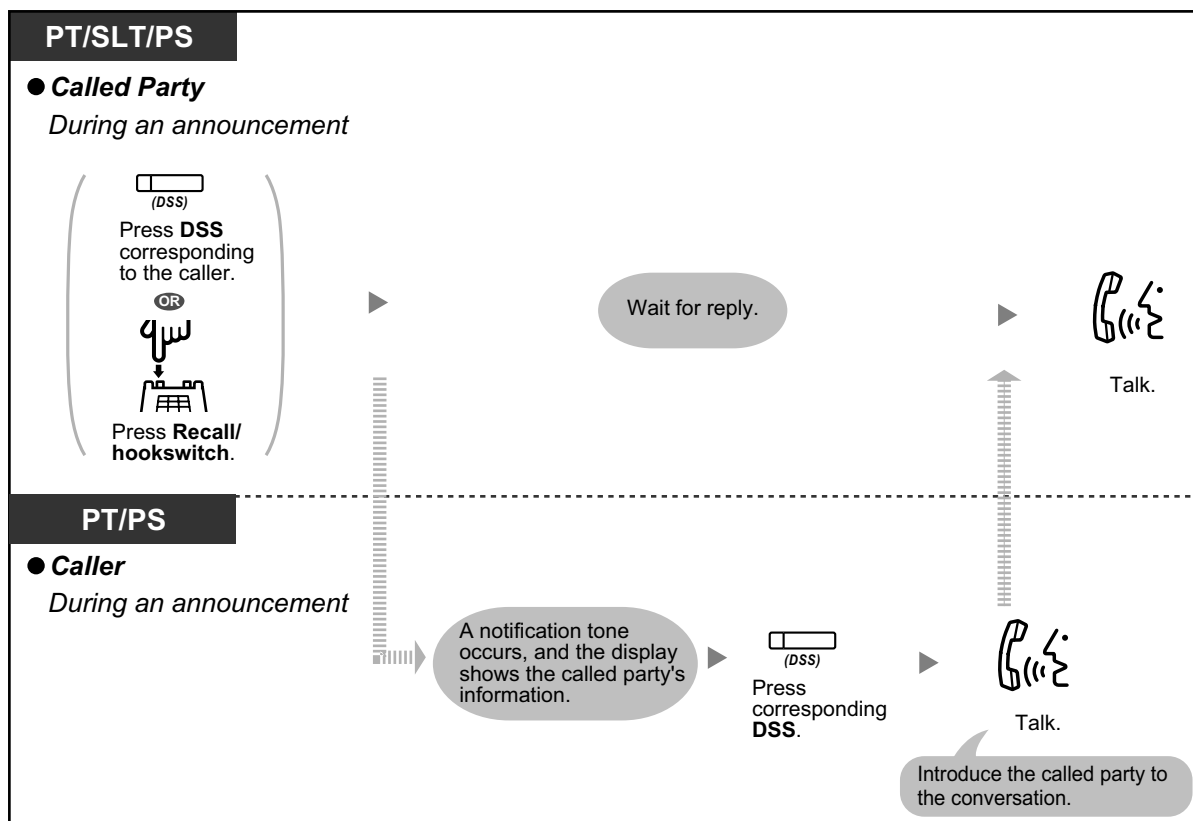 PT/SLT/PS
● Called Party
During an announcement
(DSS)
Press DSS
corresponding
to the caller.
OR
Press Recall/
hookswitch.
Wait for reply.
Talk.
PT/PS
● Caller
During an announcement
A notification tone
occurs, and the display
shows the called party's
information.
(DSS)
Press
corresponding
DSS.
Talk.
Introduce the called party to
the conversation.